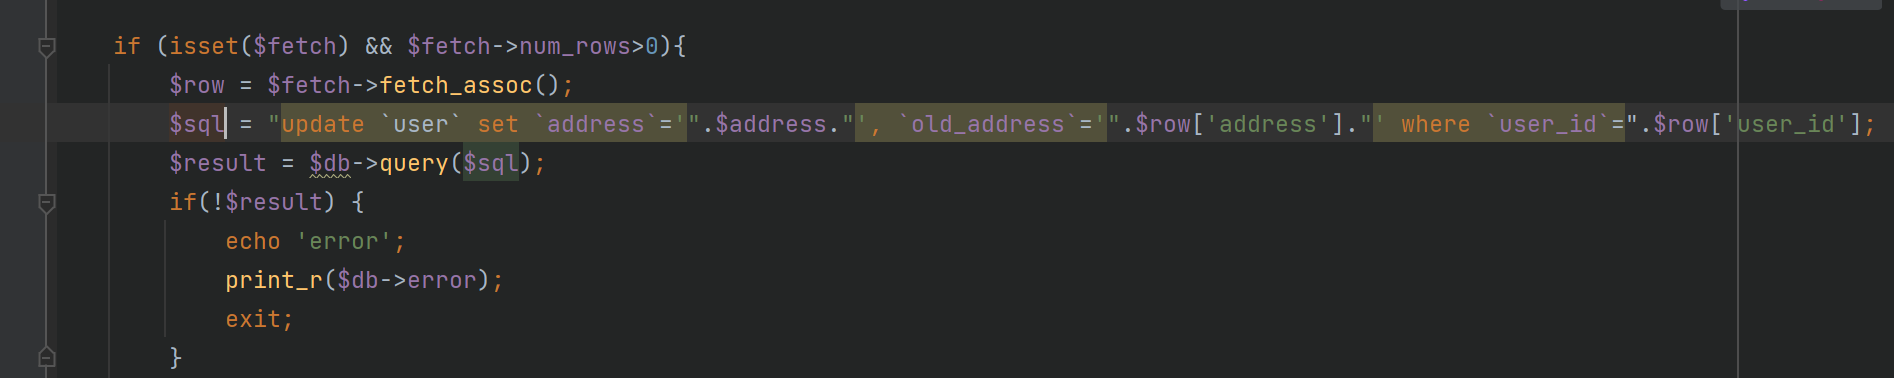 if (isset($fetch) && $fetch->num_rows>0){
$row = $fetch->fetch_assoc();
$sql = "update `user` set `address`='".$address."', `old_address`='".$row['address']."' where `user_id`=".$row['user_id'];
$result = $db->query($sql);
if(!$result) {
echo 'error';
print_r($db->error);
exit;
}